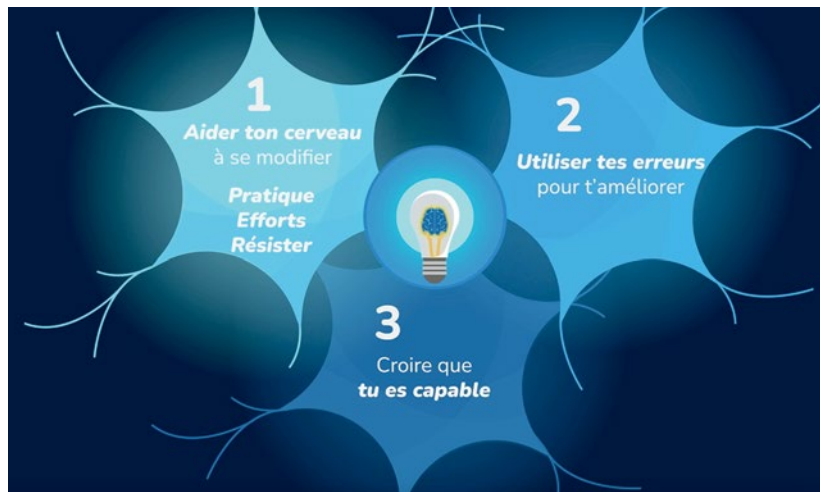 1
Aider ton cerveau
à se modifier
Pratique
Efforts
Résister
2
Utiliser tes erreurs
pour t'améliorer
3
Croire que
tu es capable